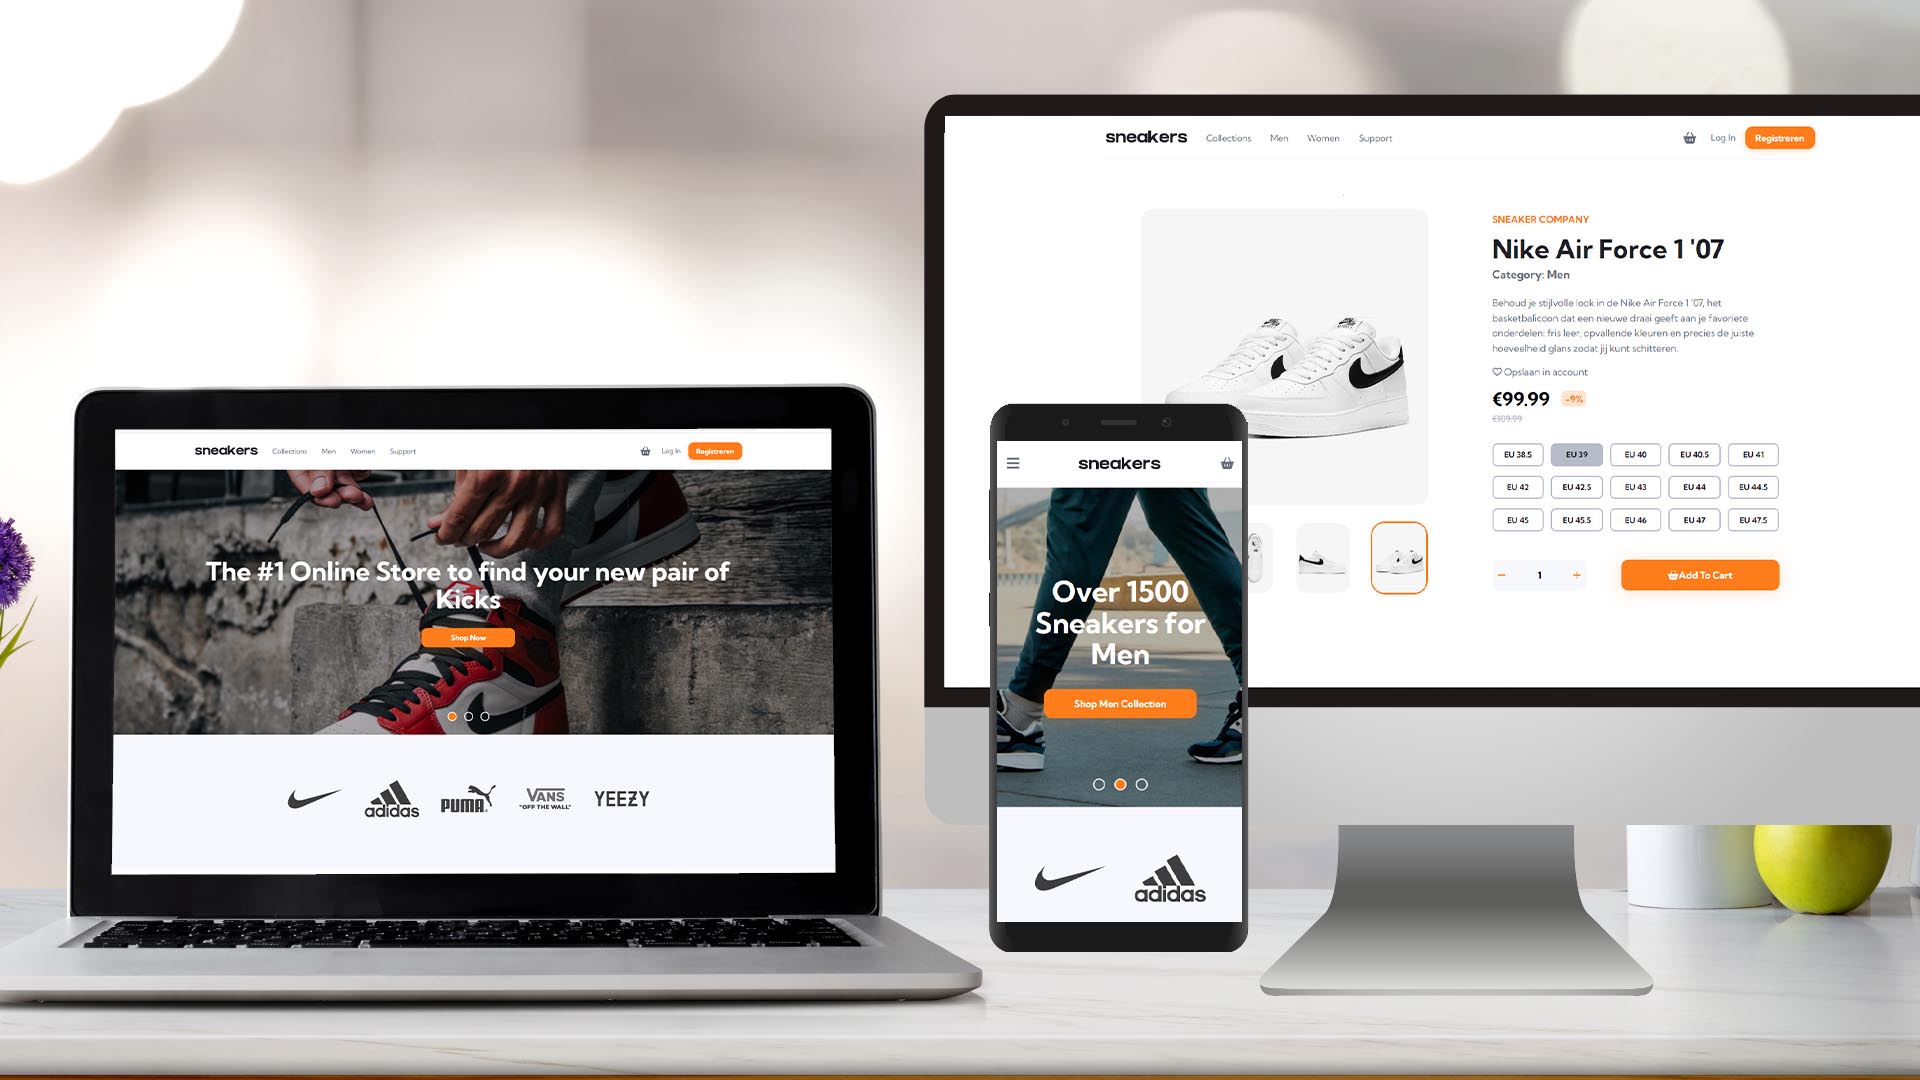 sneakers Collections Men Women Support Log In Registreren
The #1 Online Store to find your new pair of
Kicks
Shop Now
adidas
PUMA
VANS
"OFF THE WALL"
YEEZY
sneakers
Over 1500
Sneakers for
Men
Shop Men Collection
adidas
sneakers Collections Men Women Support Log In Registreren
SNEAKER COMPANY
Nike Air Force 1 '07
Category: Men
Behoud je stijlvolle look in de Nike Air Force 1 '07, het
basketbalicoon dat een nieuwe draai geeft aan je favoriete
onderdelen: fris leer, opvallende kleuren en precies de juiste
hoeveelheid glans zodat jij kunt schitteren.
Opslaan in account
€99.99 -9%
€109.99
EU 38.5 EU 39 EU 40 EU 40.5 EU 41
EU 42 EU 42.5 EU 43 EU 44 EU 44.5
EU 45 EU 45.5 EU 46 EU 47 EU 47.5
− 1 + Add To Cart